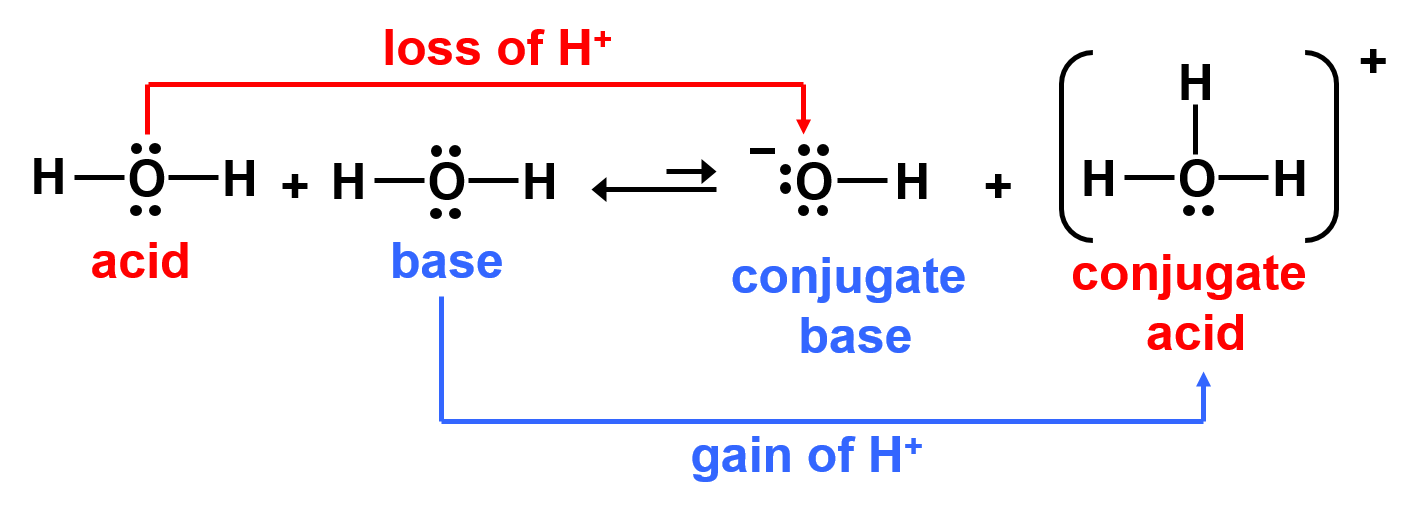 loss of H⁺
H—O—H + H—O—H ⇌ ⁻O—H + (H—O—H)⁺
H
acid base conjugate base conjugate acid
gain of H⁺